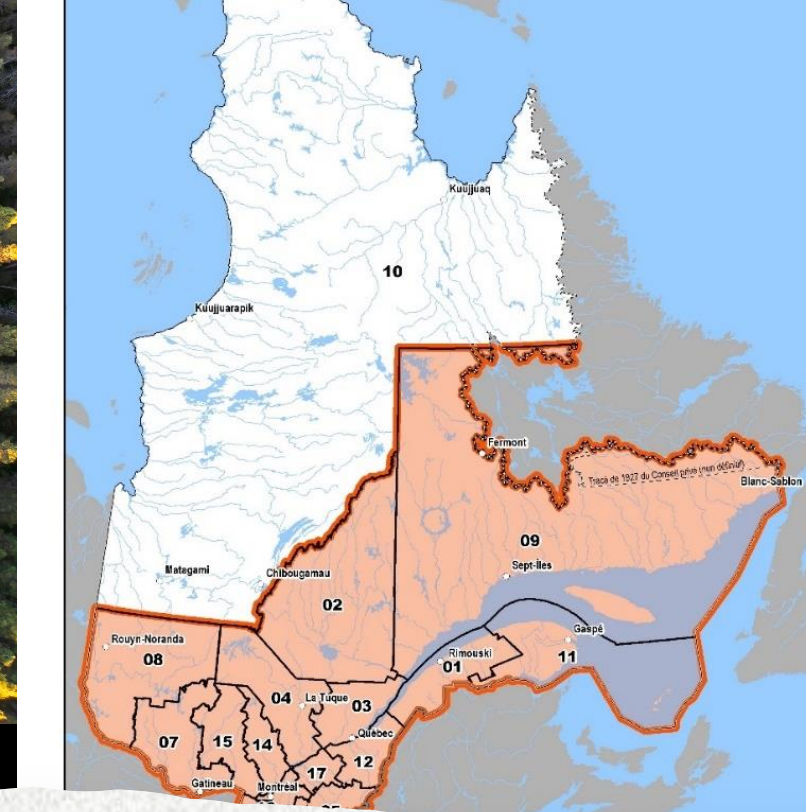 Kuujjuaq
10
Kuujjuarapik
Fermont
Tracé de 1927 du Conseil privé (non définitif)
Blanc-Sablon
09
Matagami
Chibougamau
Sept-Îles
02
Rouyn-Noranda
08
Gaspé
Rimouski
01
11
04
La Tuque
03
Québec
07
15
14
12
17
Gatineau
Montréal